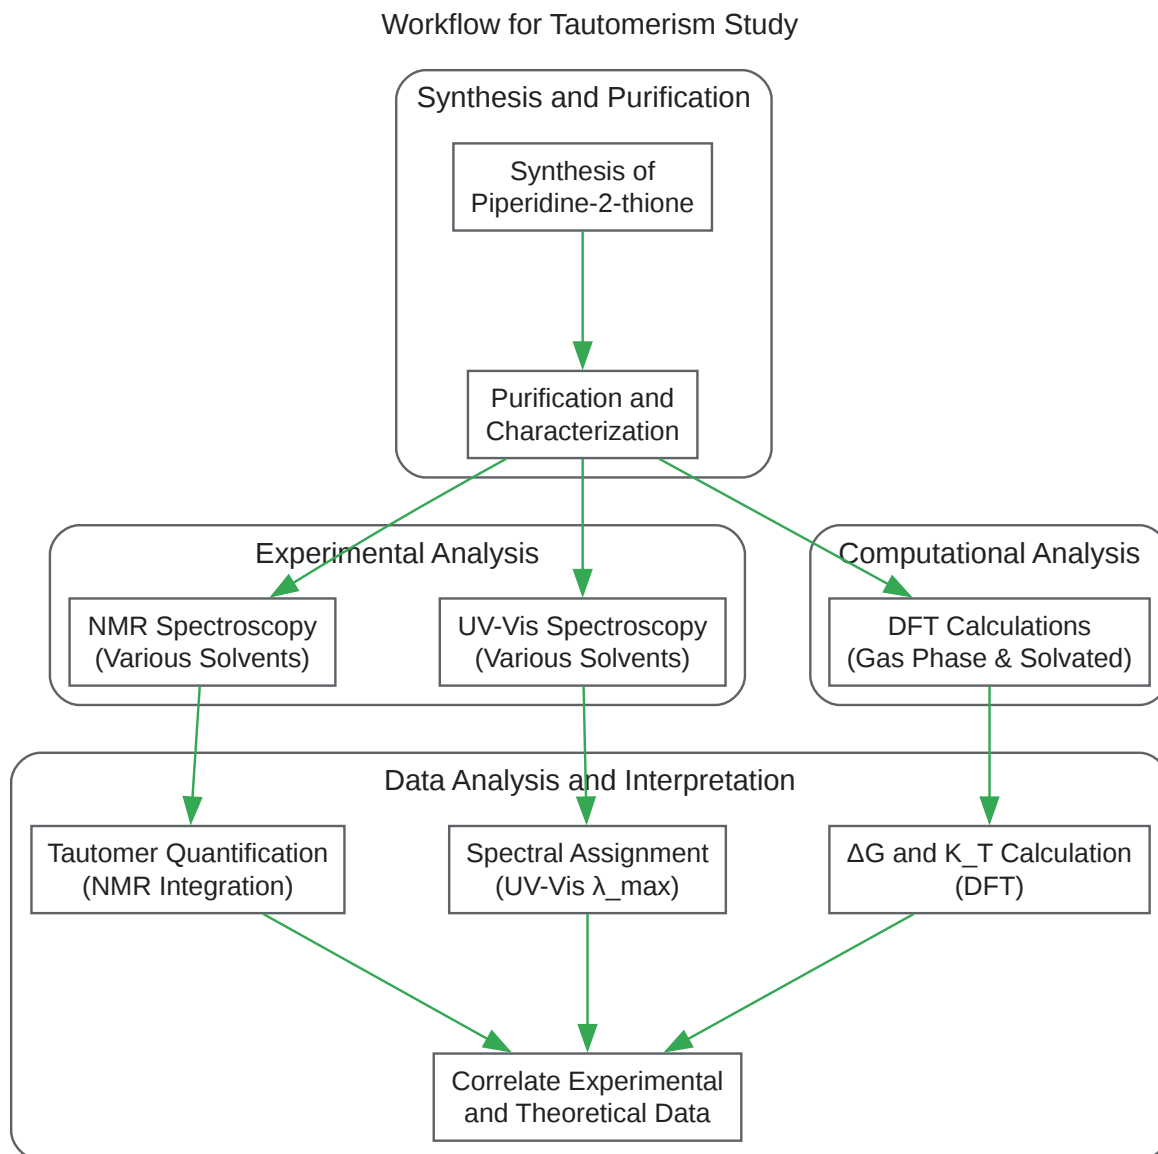 Workflow for Tautomerism Study
Synthesis and Purification
Synthesis of
Piperidine-2-thione
Purification and
Characterization
Experimental Analysis
Computational Analysis
NMR Spectroscopy
(Various Solvents)
UV-Vis Spectroscopy
(Various Solvents)
DFT Calculations
(Gas Phase & Solvated)
Data Analysis and Interpretation
Tautomer Quantification
(NMR Integration)
Spectral Assignment
(UV-Vis λ_max)
ΔG and K_T Calculation
(DFT)
Correlate Experimental
and Theoretical Data